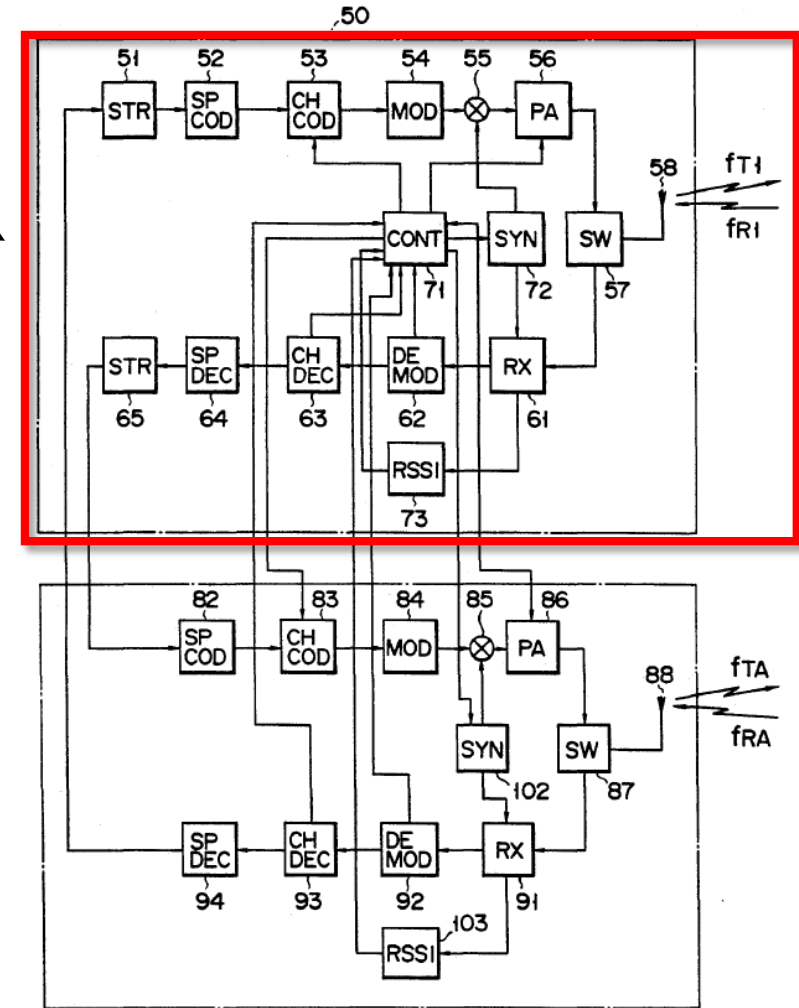 50
51 52 53 54 55 56
STR SP COD CH COD MOD PA
58 fT1
fR1
CONT SYN SW
71 72 57
STR SP DEC CH DEC DE MOD RX
65 64 63 62 61
RSSI
73
82 83 84 85 86
SP COD CH COD MOD PA
88 fTA
fRA
SYN SW
102 87
SP DEC CH DEC DE MOD RX
94 93 92 91
103
RSSI